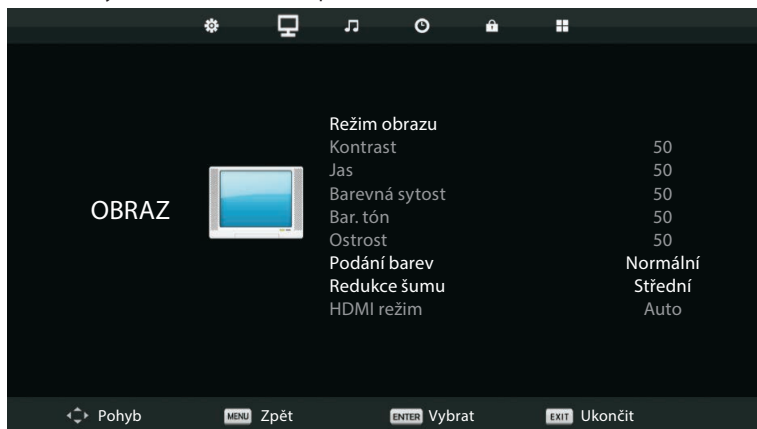 Režim obrazu
Kontrast 50
Jas 50
Barevná sytost 50
OBRAZ
Bar. tón 50
Ostrost 50
Podání barev Normální
Redukce šumu Střední
HDMI režim Auto
Pohyb MENU Zpět ENTER Vybrat EXIT Ukončit